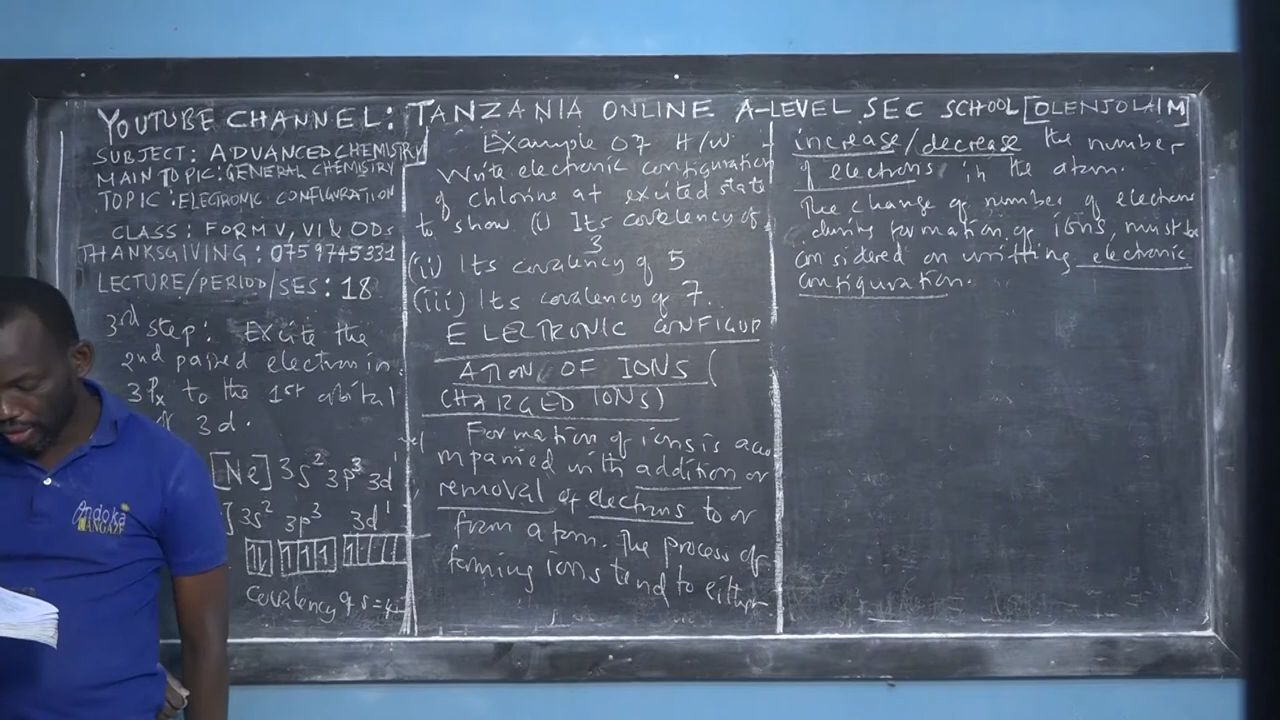 YOUTUBE CHANNEL: TANZANIA ONLINE A-LEVEL SEC SCHOOL [OLENJOLAIM]
SUBJECT: ADVANCED CHEMISTRY
MAIN TOPIC: GENERAL CHEMISTRY
TOPIC: ELECTRONIC CONFIGURATION
CLASS: FORM V, VI & ODs
THANKSGIVING: 0759745331
LECTURE/PERIOD/SES: 18
3rd step: Excite the
2nd paired electron in
3Px to the 1st orbital
of 3d.
[Ne] 3s² 3p³ 3d¹
] 3s² 3p³ 3d¹
covalency of s = 4
Example 07 H/W
Write electronic configuration
of chlorine at excited state
to show (i) Its covalency of
3
(ii) Its covalency of 5
(iii) Its covalency of 7.
ELECTRONIC CONFIGUR
ATION OF IONS (
CHARGED IONS)
Formation of ions is acco
mpanied with addition or
removal of electrons to or
from atom. The process of
forming ions tend to either
increase/decrease the number
of electrons in the atom.
The change of number of electrons
during formation of ions, must be
considered on writting electronic
configuration.
Andoka